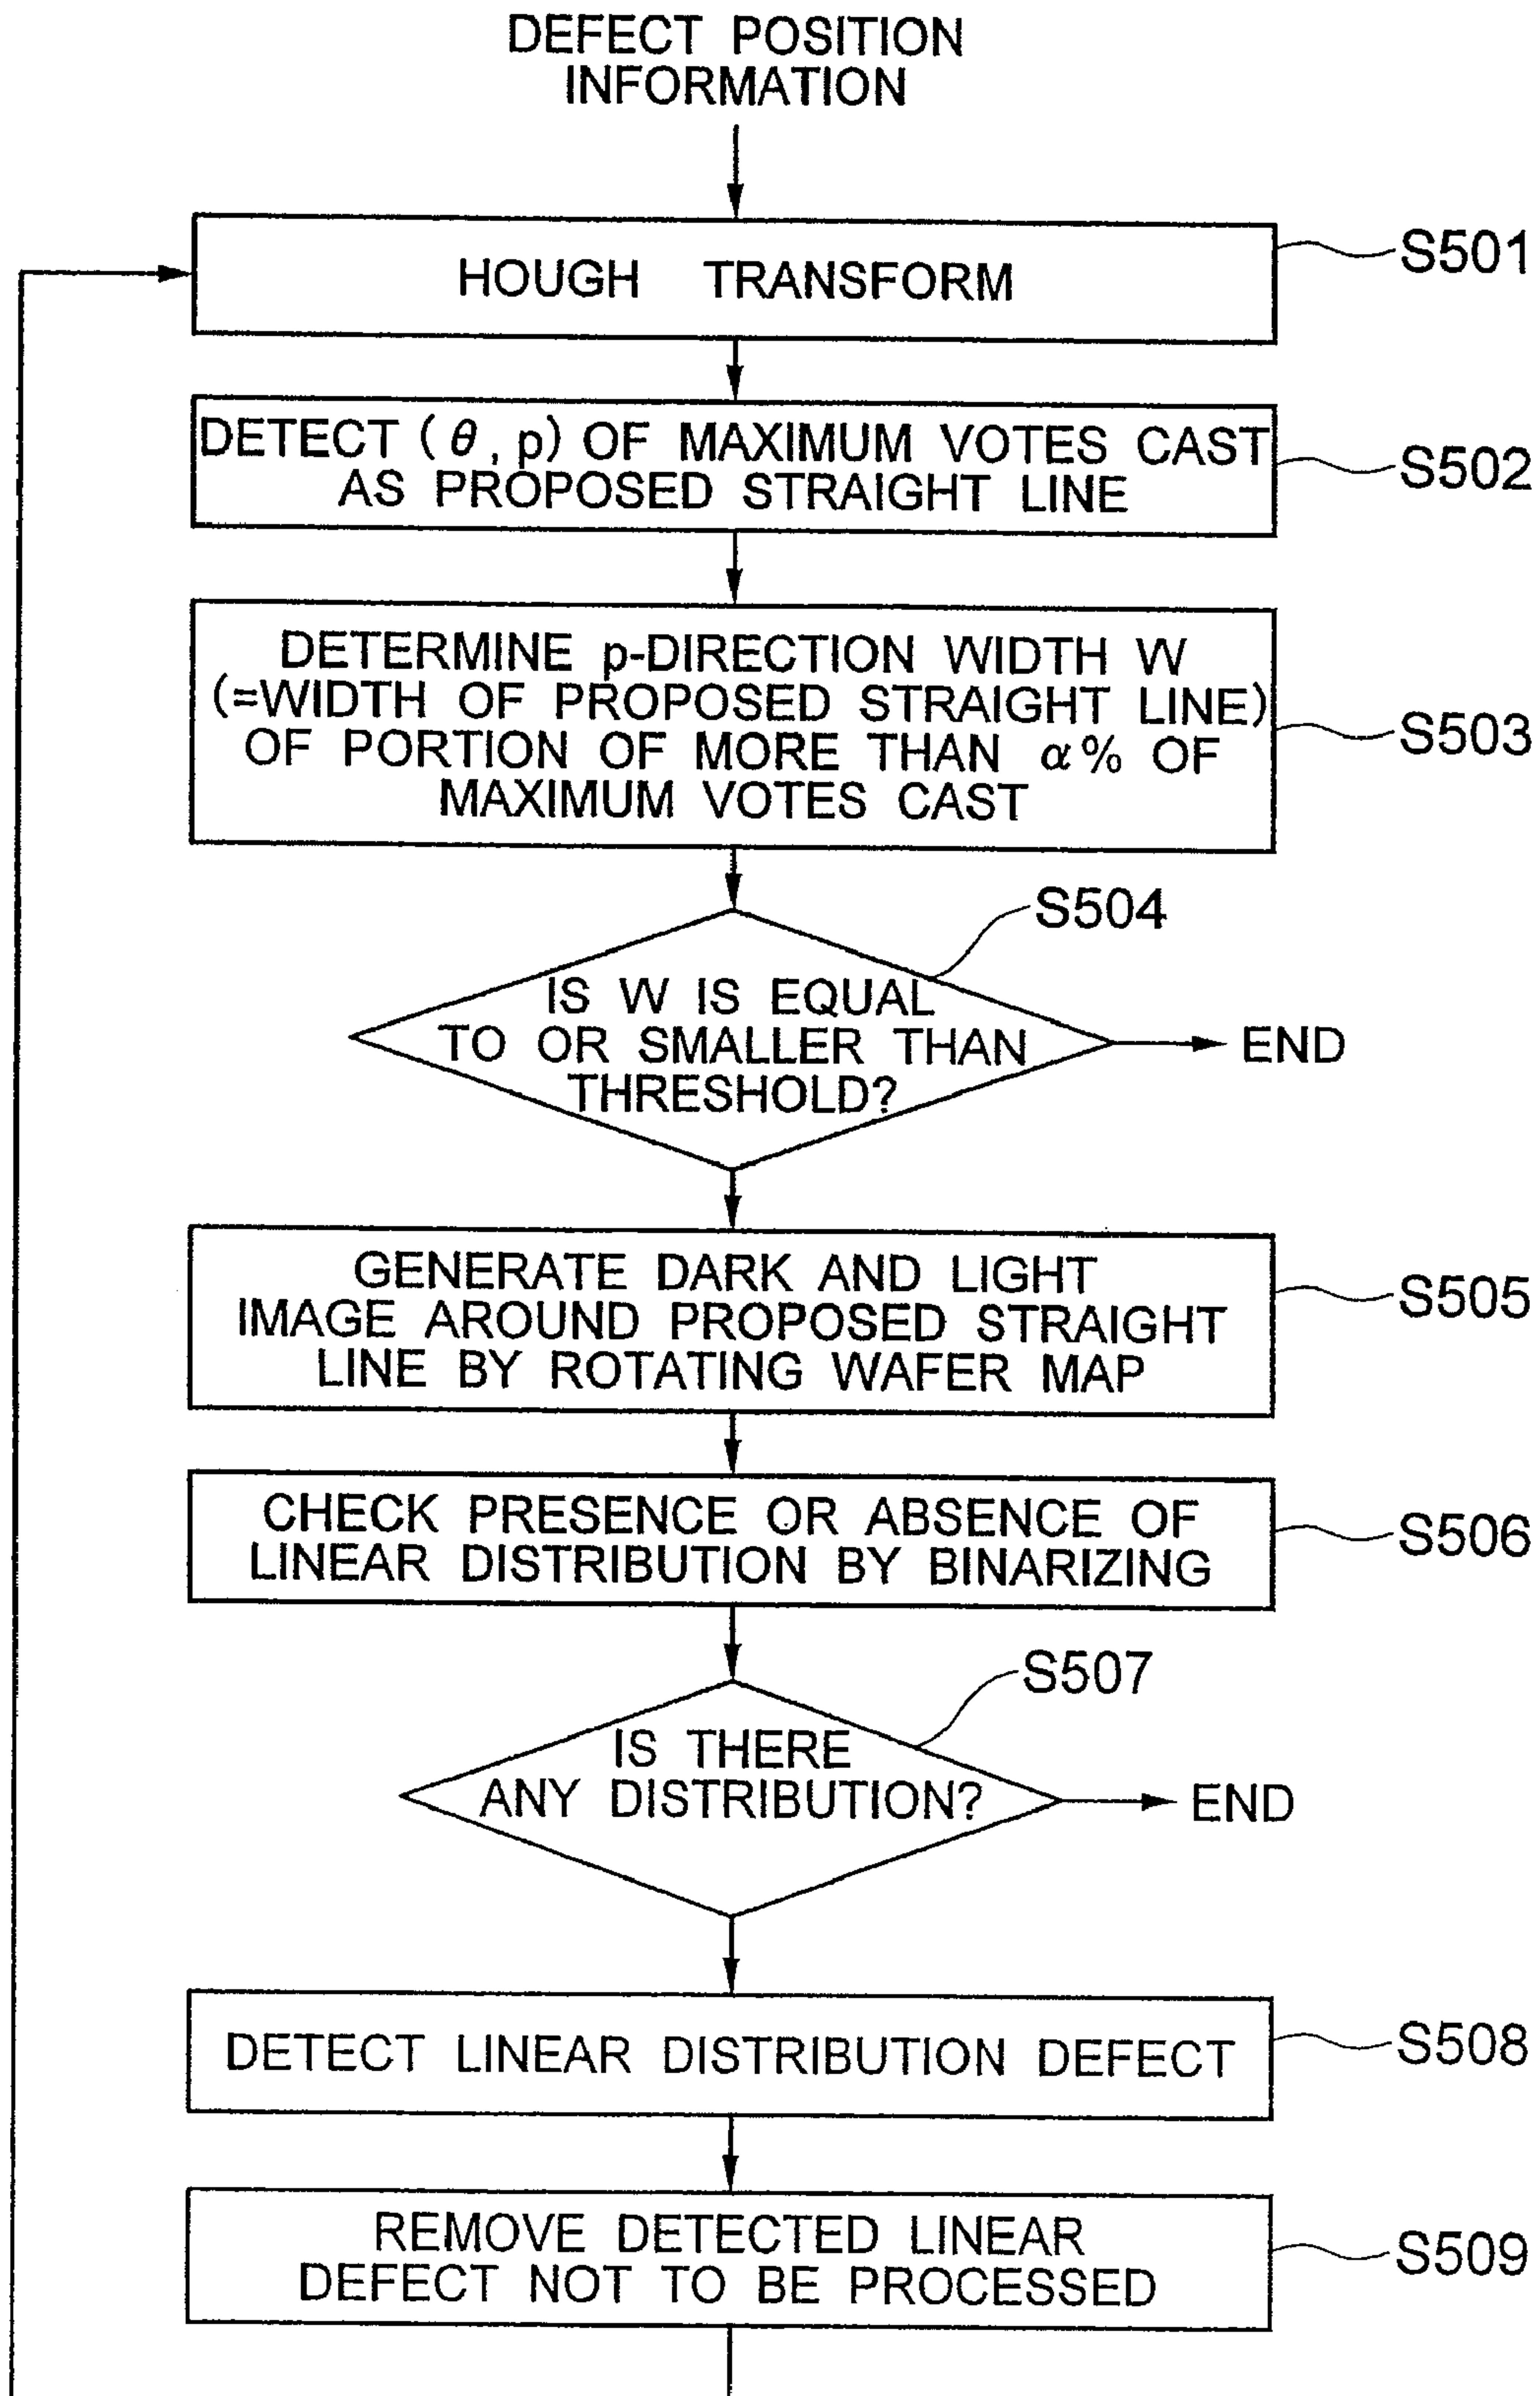 DEFECT POSITION
INFORMATION
HOUGH TRANSFORM
S501
DETECT (θ, p) OF MAXIMUM VOTES CAST
AS PROPOSED STRAIGHT LINE
S502
DETERMINE p-DIRECTION WIDTH W
(=WIDTH OF PROPOSED STRAIGHT LINE)
OF PORTION OF MORE THAN α% OF
MAXIMUM VOTES CAST
S503
S504
IS W IS EQUAL
TO OR SMALLER THAN
THRESHOLD?
END
GENERATE DARK AND LIGHT
IMAGE AROUND PROPOSED STRAIGHT
LINE BY ROTATING WAFER MAP
S505
CHECK PRESENCE OR ABSENCE OF
LINEAR DISTRIBUTION BY BINARIZING
S506
S507
IS THERE
ANY DISTRIBUTION?
END
DETECT LINEAR DISTRIBUTION DEFECT
S508
REMOVE DETECTED LINEAR
DEFECT NOT TO BE PROCESSED
S509